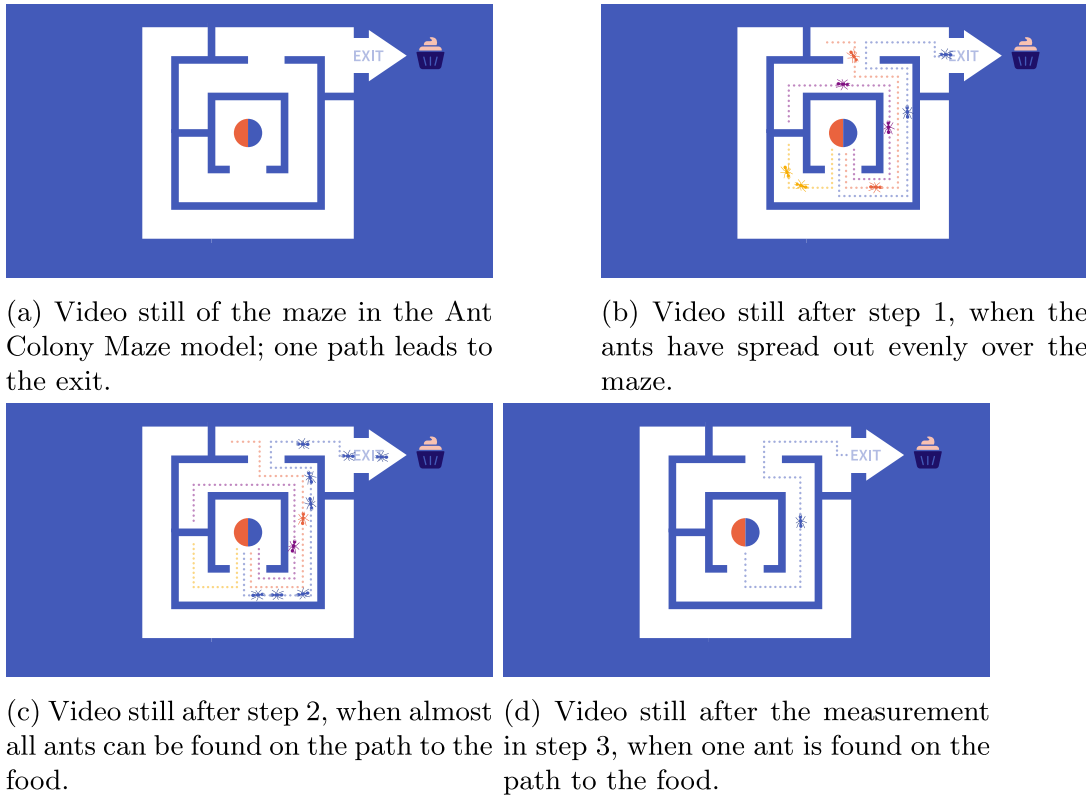 EXIT
EXIT
(a) Video still of the maze in the Ant
Colony Maze model; one path leads to
the exit.
(b) Video still after step 1, when the
ants have spread out evenly over the
maze.
EXIT
EXIT
(c) Video still after step 2, when almost
all ants can be found on the path to the
food.
(d) Video still after the measurement
in step 3, when one ant is found on the
path to the food.